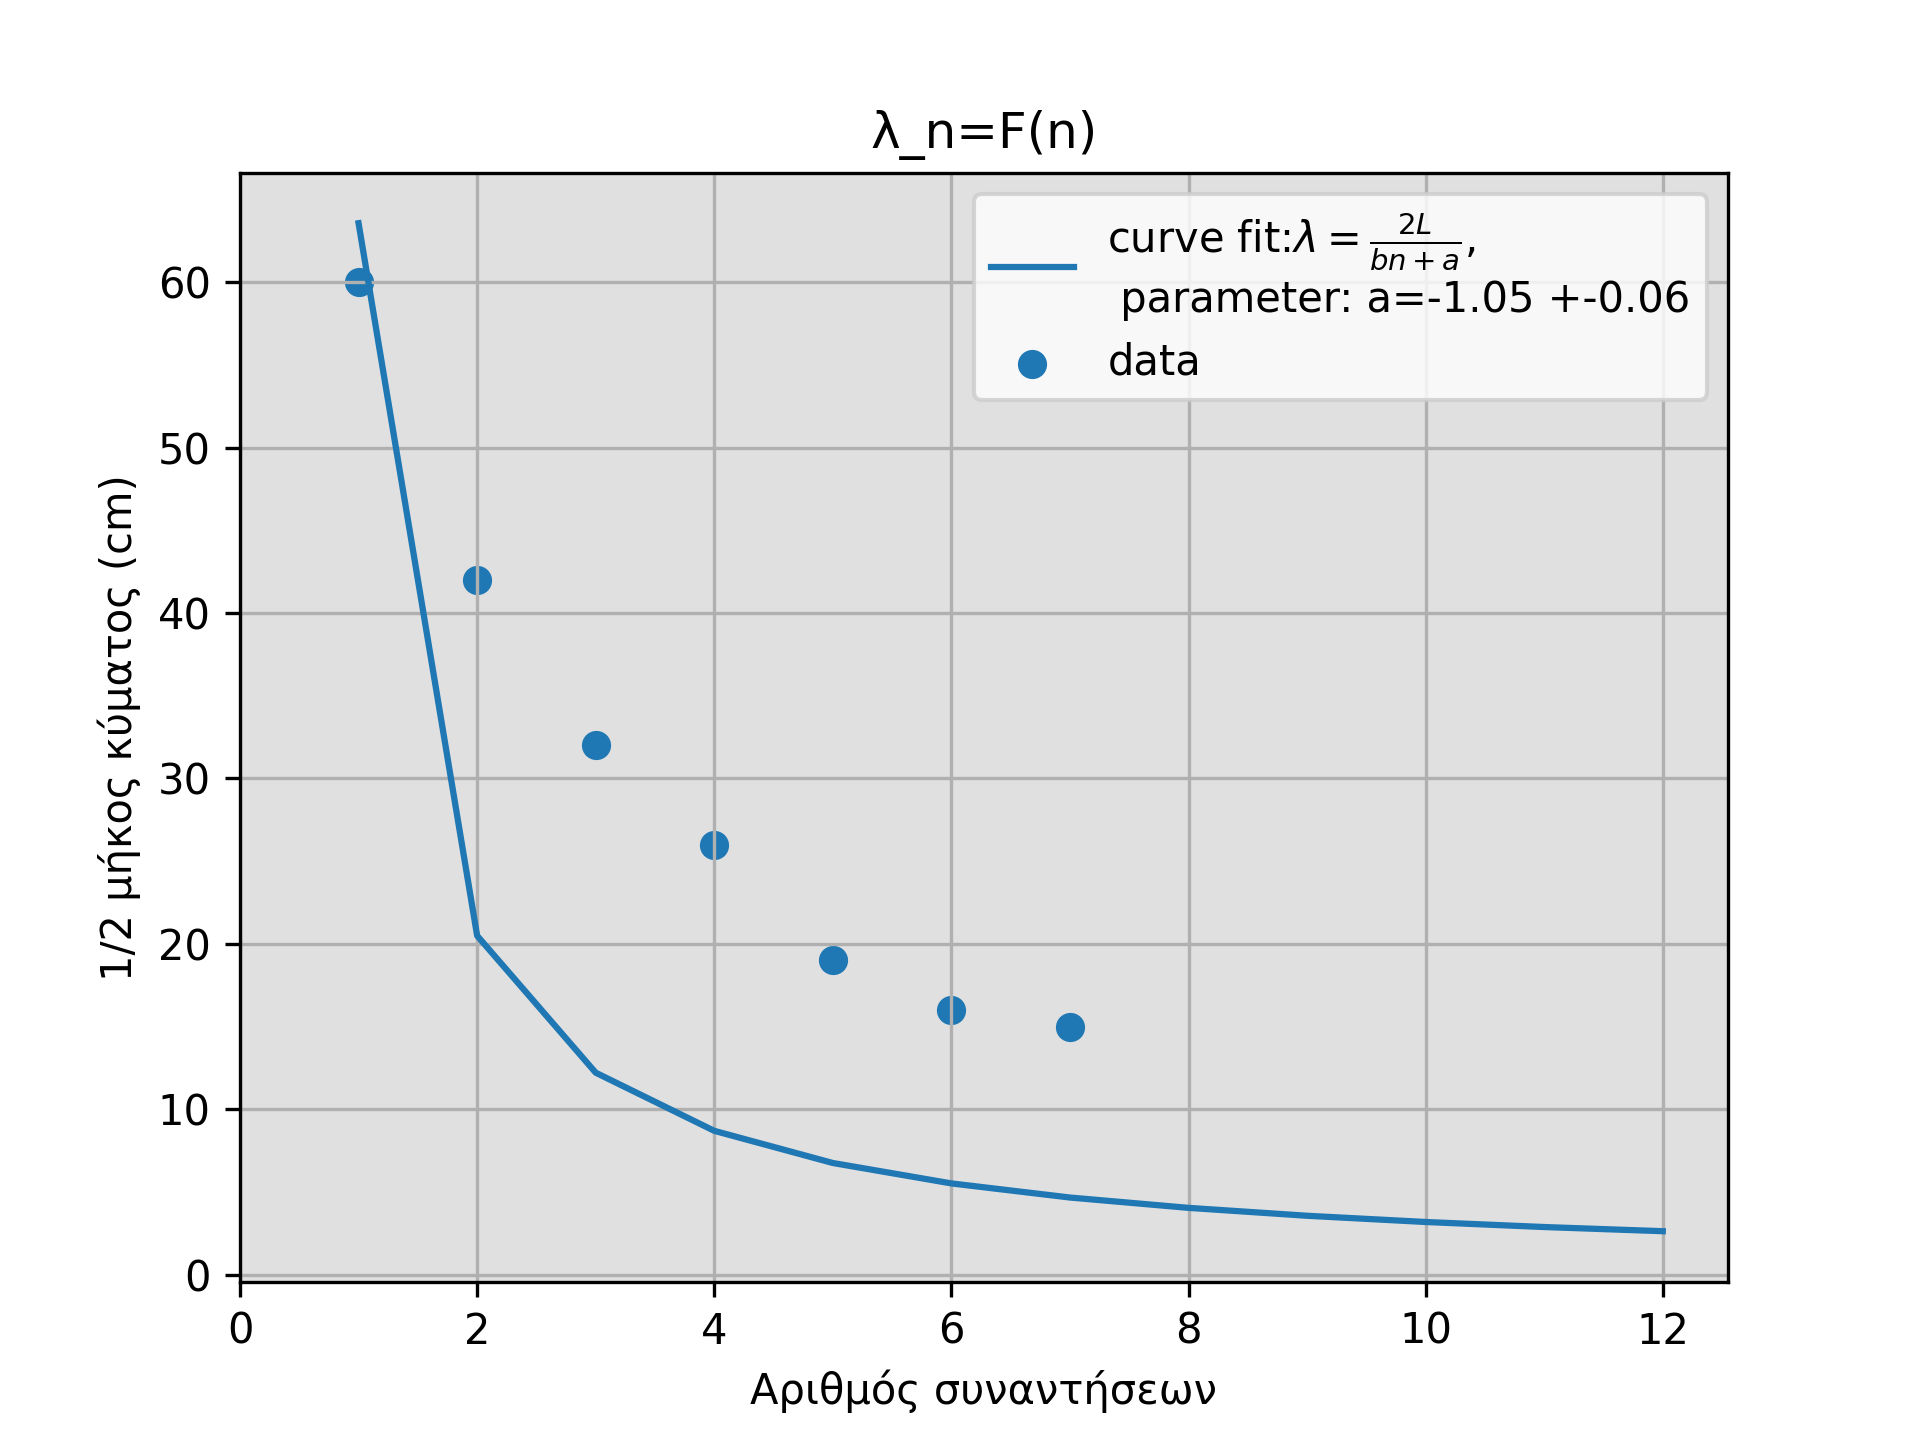 λ_n=F(n)
curve fit:λ = \frac{2L}{bn + a},
parameter: a=-1.05 +-0.06
data
1/2 μήκος κύματος (cm)
60
50
40
30
20
10
0
0 2 4 6 8 10 12
Αριθμός συναντήσεων